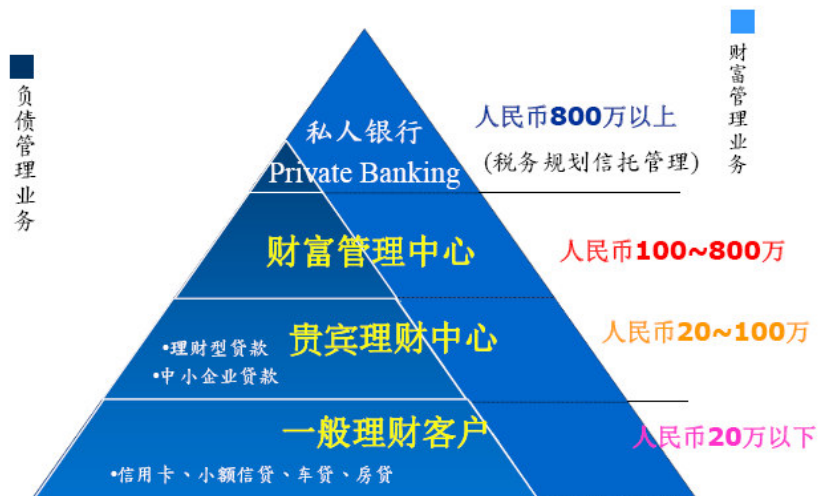 负债管理业务
财富管理业务
私人银行
Private Banking
人民币800万以上
(税务规划信托管理)
财富管理中心
人民币100~800万
贵宾理财中心
人民币20~100万
•理财型贷款
•中小企业贷款
一般理财客户
人民币20万以下
•信用卡、小额信贷、车贷、房贷